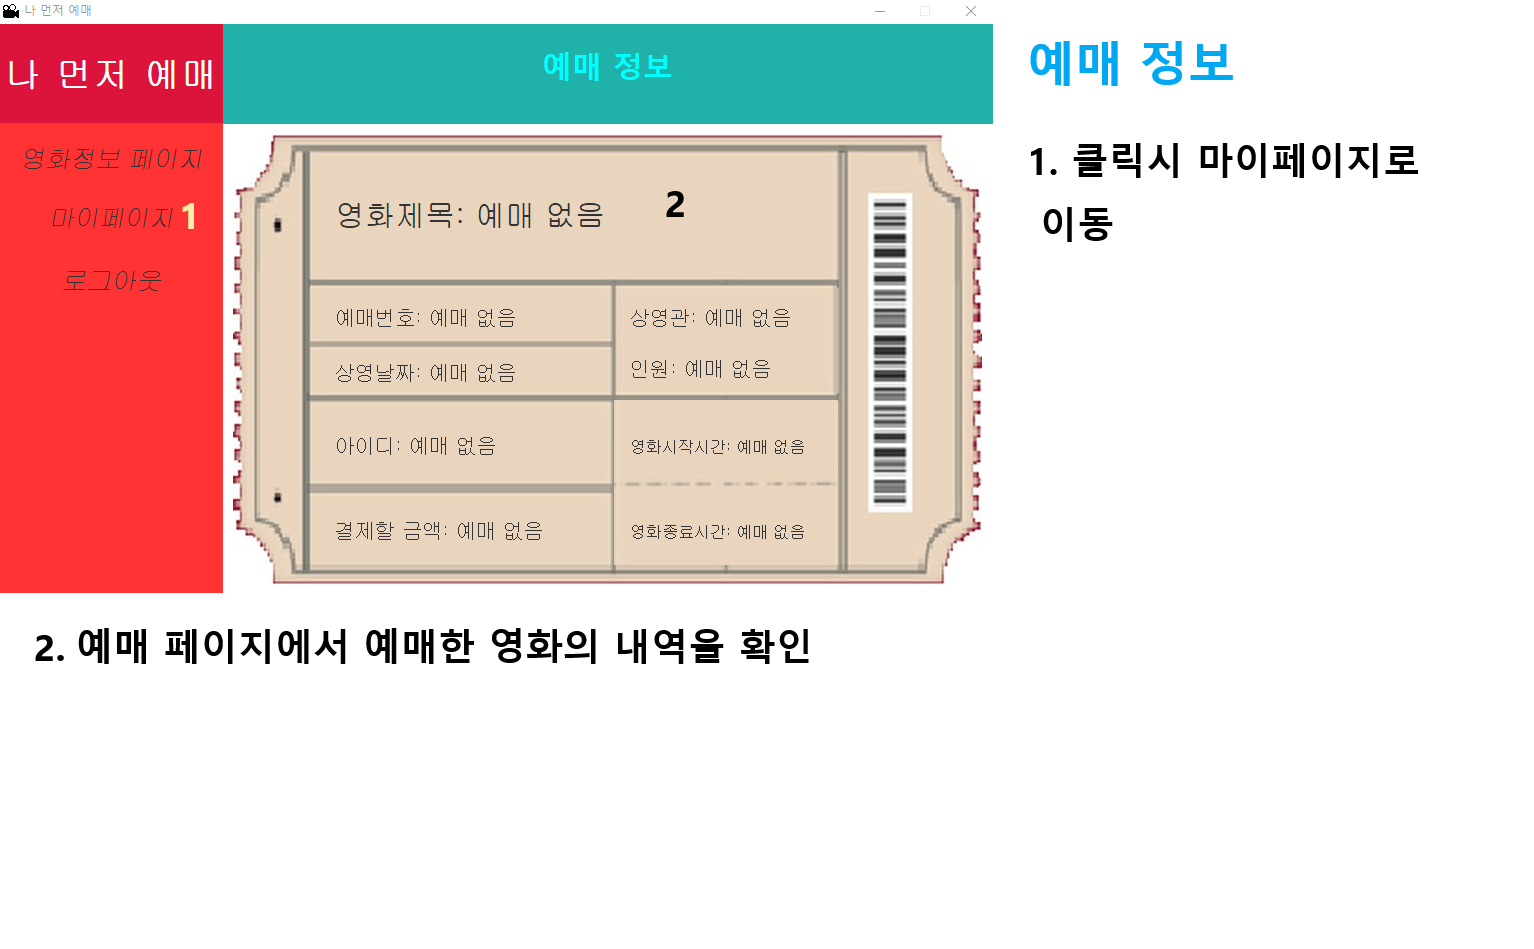 나 먼저 예매
나 먼저 예매
영화정보 페이지
마이페이지 1
로그아웃
예매 정보
영화제목: 예매 없음 2
예매번호: 예매 없음
상영관: 예매 없음
상영날짜: 예매 없음
인원: 예매 없음
아이디: 예매 없음
영화시작시간: 예매 없음
결제할 금액: 예매 없음
영화종료시간: 예매 없음
예매 정보
1. 클릭시 마이페이지로
이동
2. 예매 페이지에서 예매한 영화의 내역을 확인